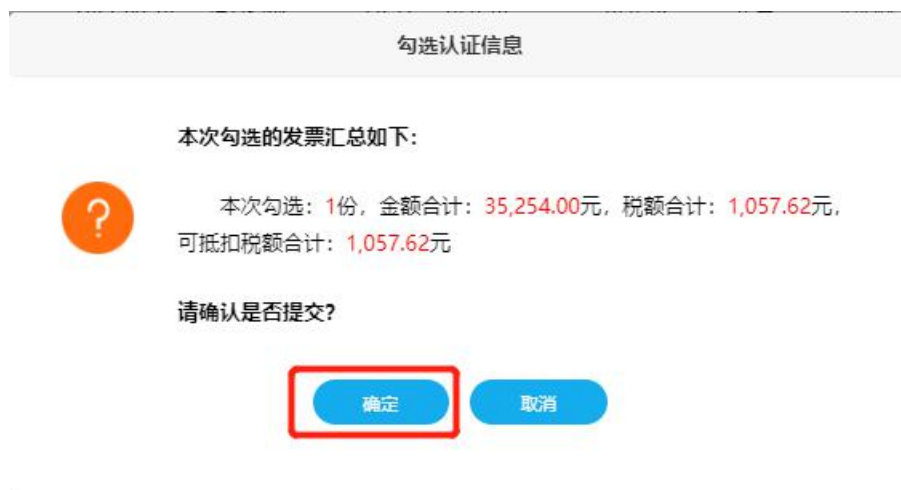 勾选认证信息
本次勾选的发票汇总如下：
?
本次勾选：1份，金额合计：35,254.00元，税额合计：1,057.62元，
可抵扣税额合计：1,057.62元
请确认是否提交?
确定 取消